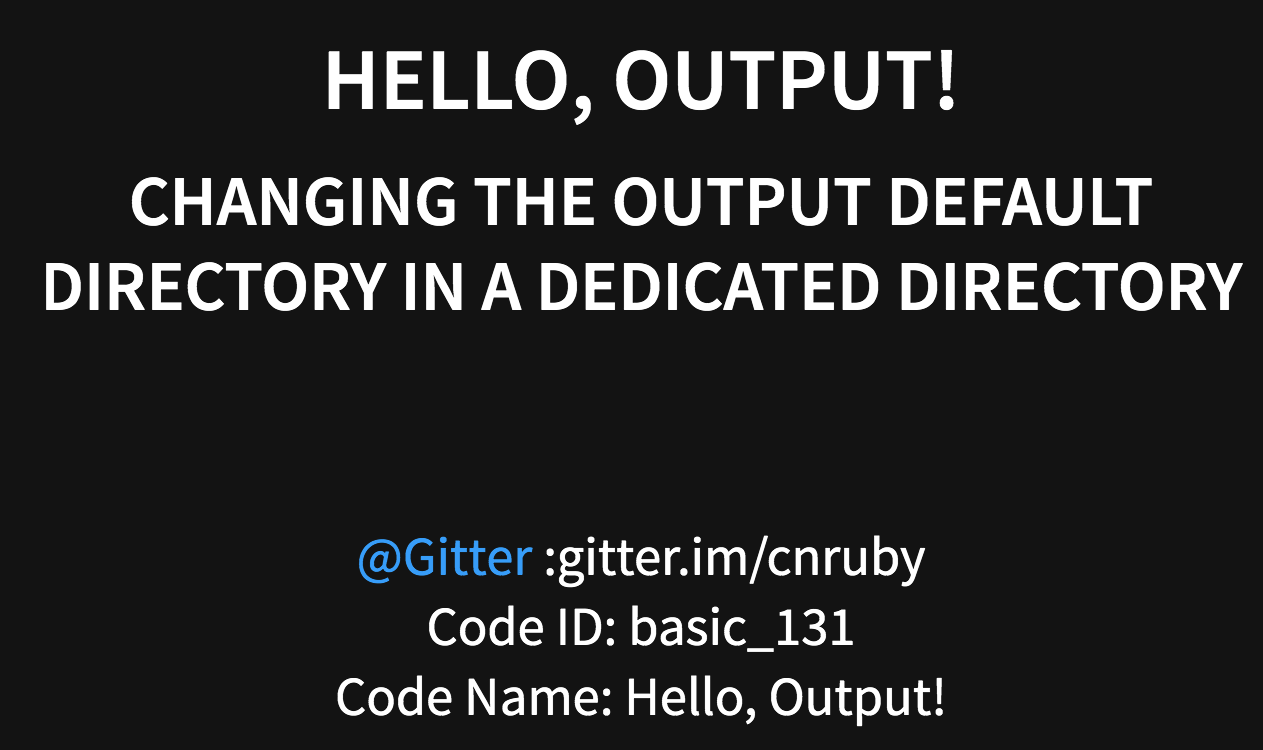 HELLO, OUTPUT!
CHANGING THE OUTPUT DEFAULT
DIRECTORY IN A DEDICATED DIRECTORY
@Gitter :gitter.im/cnruby
Code ID: basic_131
Code Name: Hello, Output!